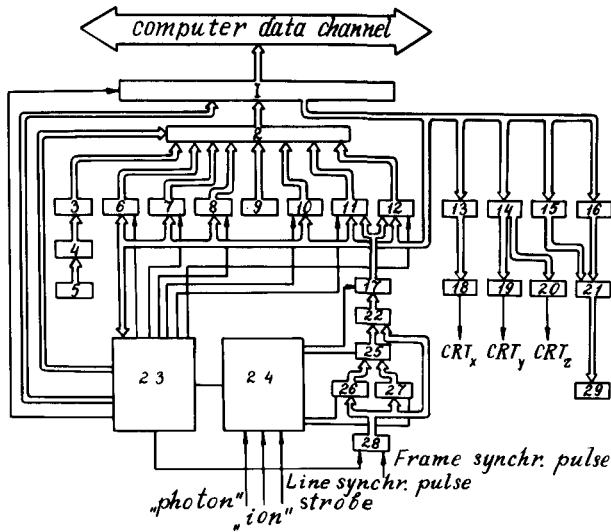 computer data channel
1
2
3 6 7 8 9 10 11 12 13 14 15 16
4
5
17 18 19 20 21
22
CRTx CRTy CRTz
23 24 25
26 27 29
28
Frame synchr. pulse
Line synchr. pulse
„photon" „ion" strobe